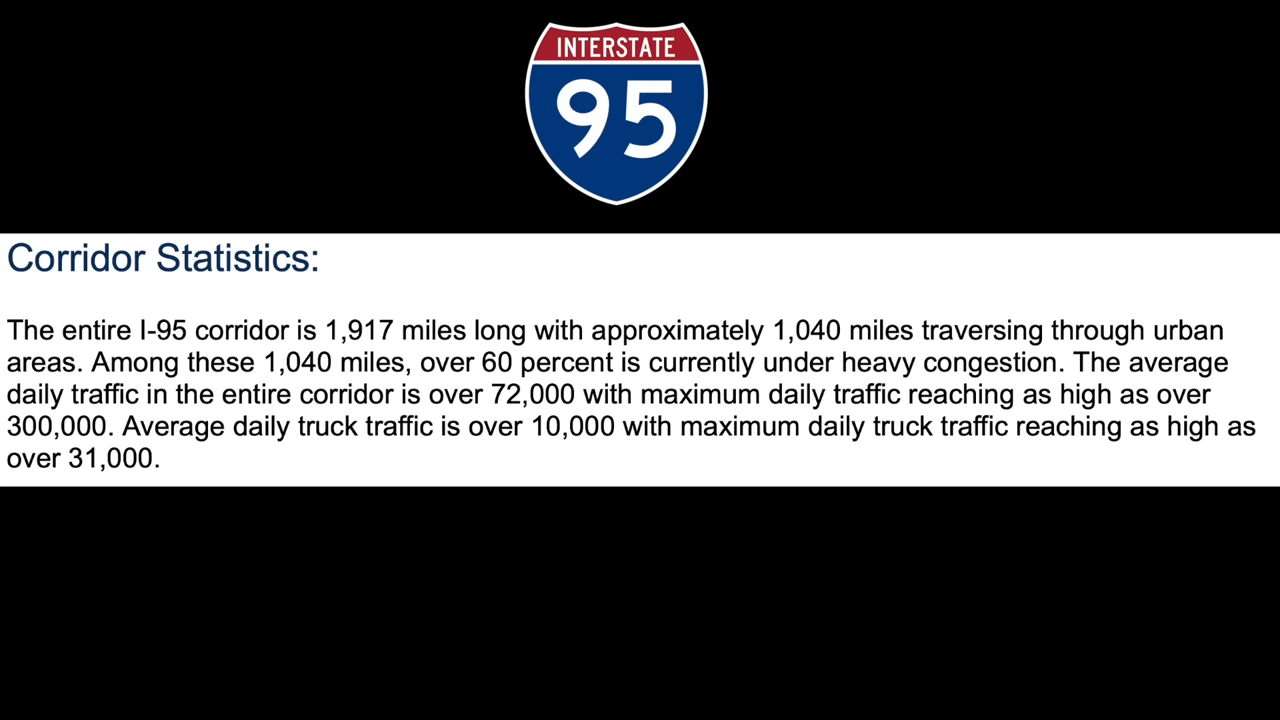 INTERSTATE
95
Corridor Statistics:
The entire I-95 corridor is 1,917 miles long with approximately 1,040 miles traversing through urban
areas. Among these 1,040 miles, over 60 percent is currently under heavy congestion. The average
daily traffic in the entire corridor is over 72,000 with maximum daily traffic reaching as high as over
300,000. Average daily truck traffic is over 10,000 with maximum daily truck traffic reaching as high as
over 31,000.